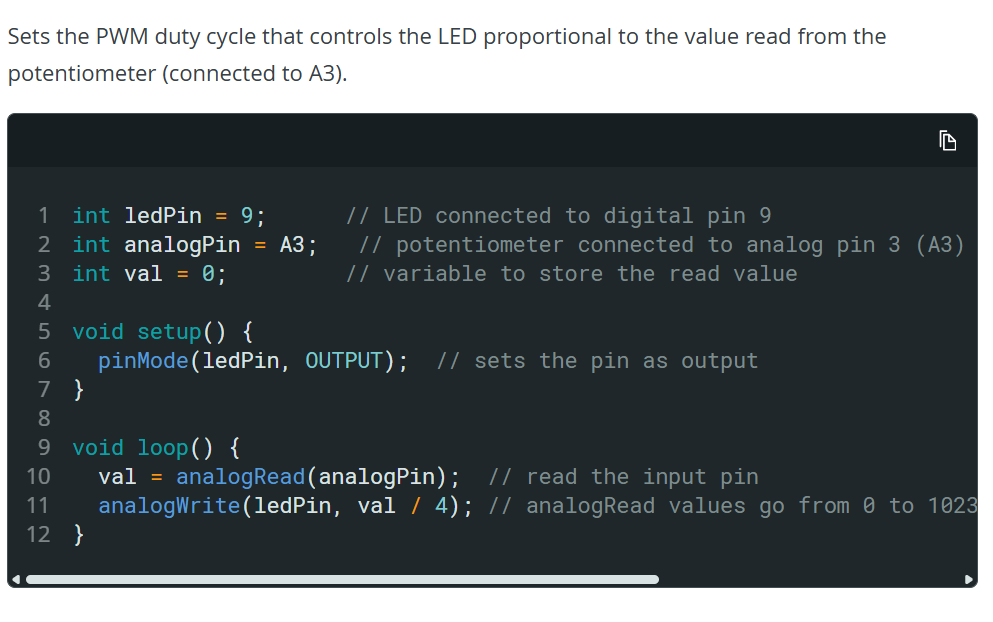 Sets the PWM duty cycle that controls the LED proportional to the value read from the
potentiometer (connected to A3).
1 int ledPin = 9;      // LED connected to digital pin 9
2 int analogPin = A3;   // potentiometer connected to analog pin 3 (A3)
3 int val = 0;         // variable to store the read value
4
5 void setup() {
6   pinMode(ledPin, OUTPUT);  // sets the pin as output
7 }
8
9 void loop() {
10   val = analogRead(analogPin);  // read the input pin
11   analogWrite(ledPin, val / 4); // analogRead values go from 0 to 1023
12 }